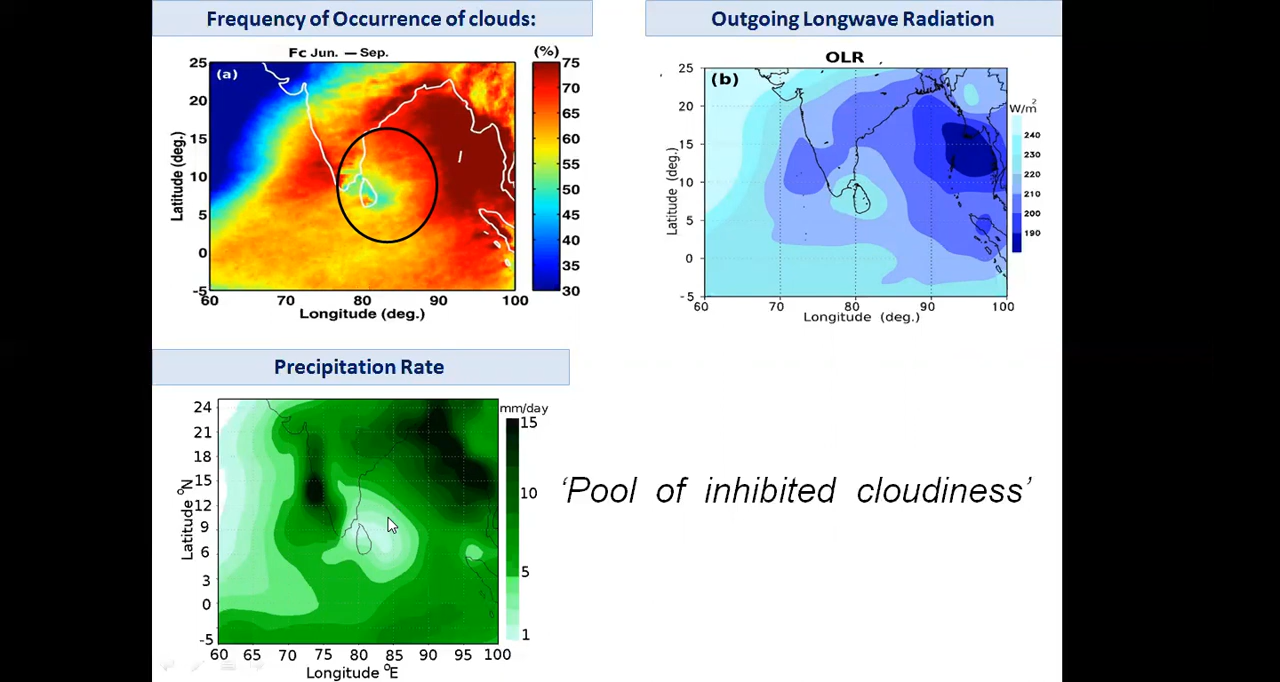 Frequency of Occurrence of clouds:
Outgoing Longwave Radiation
Fc Jun. — Sep.
(%)
(a)
25
20
15
10
5
0
-5
Latitude (deg.)
60 70 80 90 100
Longitude (deg.)
75
70
65
60
55
50
45
40
35
30
I
OLR
(b)
25
20
15
10
5
0
-5
Latitude (deg.)
60 70 80 90 100
Longitude (deg.)
W/m²
240
230
220
210
200
190
Precipitation Rate
24
21
18
15
12
9
6
3
0
-5
Latitude °N
60 65 70 75 80 85 90 95 100
Longitude °E
mm/day
15
10
5
1
‘Pool of inhibited cloudiness’